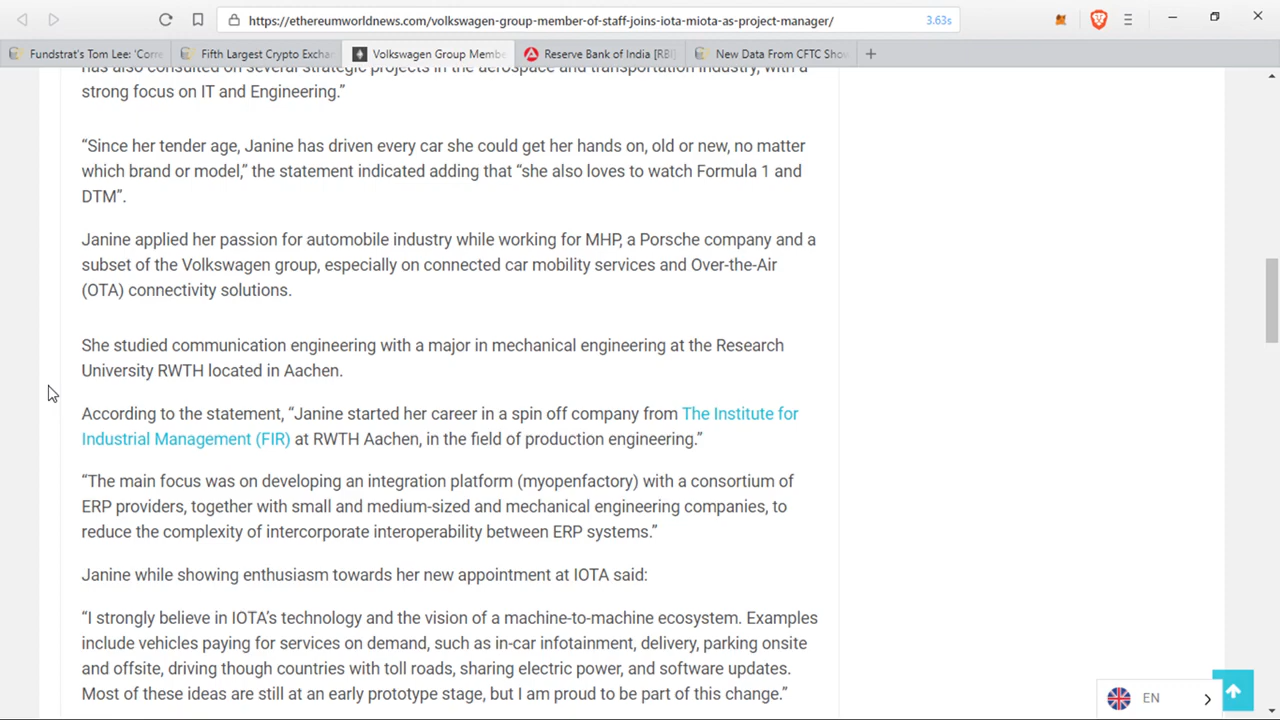 https://ethereumworldnews.com/volkswagen-group-member-of-staff-joins-iota-miota-as-project-manager/
3.63s
Fundstrat's Tom Lee: 'Corre
Fifth Largest Crypto Excha
Volkswagen Group Membe
Reserve Bank of India [RBI]
New Data From CFTC Show
has also consulted on several strategic projects in the aerospace and transportation industry, with a
strong focus on IT and Engineering.”
“Since her tender age, Janine has driven every car she could get her hands on, old or new, no matter
which brand or model,” the statement indicated adding that “she also loves to watch Formula 1 and
DTM”.
Janine applied her passion for automobile industry while working for MHP, a Porsche company and a
subset of the Volkswagen group, especially on connected car mobility services and Over-the-Air
(OTA) connectivity solutions.
She studied communication engineering with a major in mechanical engineering at the Research
University RWTH located in Aachen.
According to the statement, “Janine started her career in a spin off company from The Institute for
Industrial Management (FIR) at RWTH Aachen, in the field of production engineering.”
“The main focus was on developing an integration platform (myopenfactory) with a consortium of
ERP providers, together with small and medium-sized and mechanical engineering companies, to
reduce the complexity of intercorporate interoperability between ERP systems.”
Janine while showing enthusiasm towards her new appointment at IOTA said:
“I strongly believe in IOTA’s technology and the vision of a machine-to-machine ecosystem. Examples
include vehicles paying for services on demand, such as in-car infotainment, delivery, parking onsite
and offsite, driving though countries with toll roads, sharing electric power, and software updates.
Most of these ideas are still at an early prototype stage, but I am proud to be part of this change.”
EN